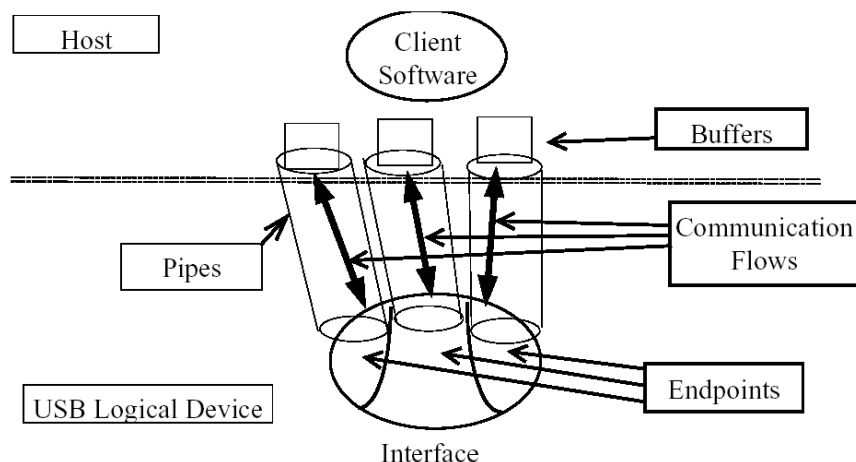 Host
Client
Software
Buffers
Communication
Flows
Pipes
Endpoints
USB Logical Device
Interface